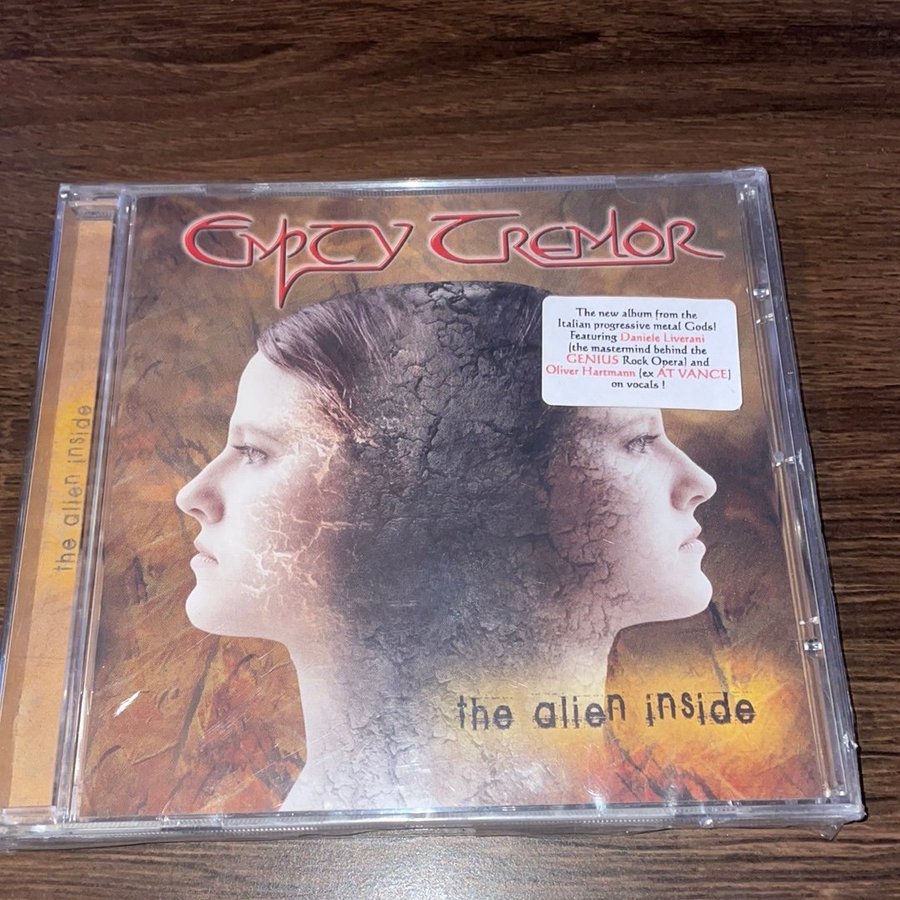 EMPTY TREMOR
The new album from the
Italian progressive metal Gods!
Featuring Daniele Liverani
(the mastermind behind the
GENIUS Rock Opera) and
Oliver Hartmann (ex AT VANCE)
on vocals !
the alien inside
the alien inside